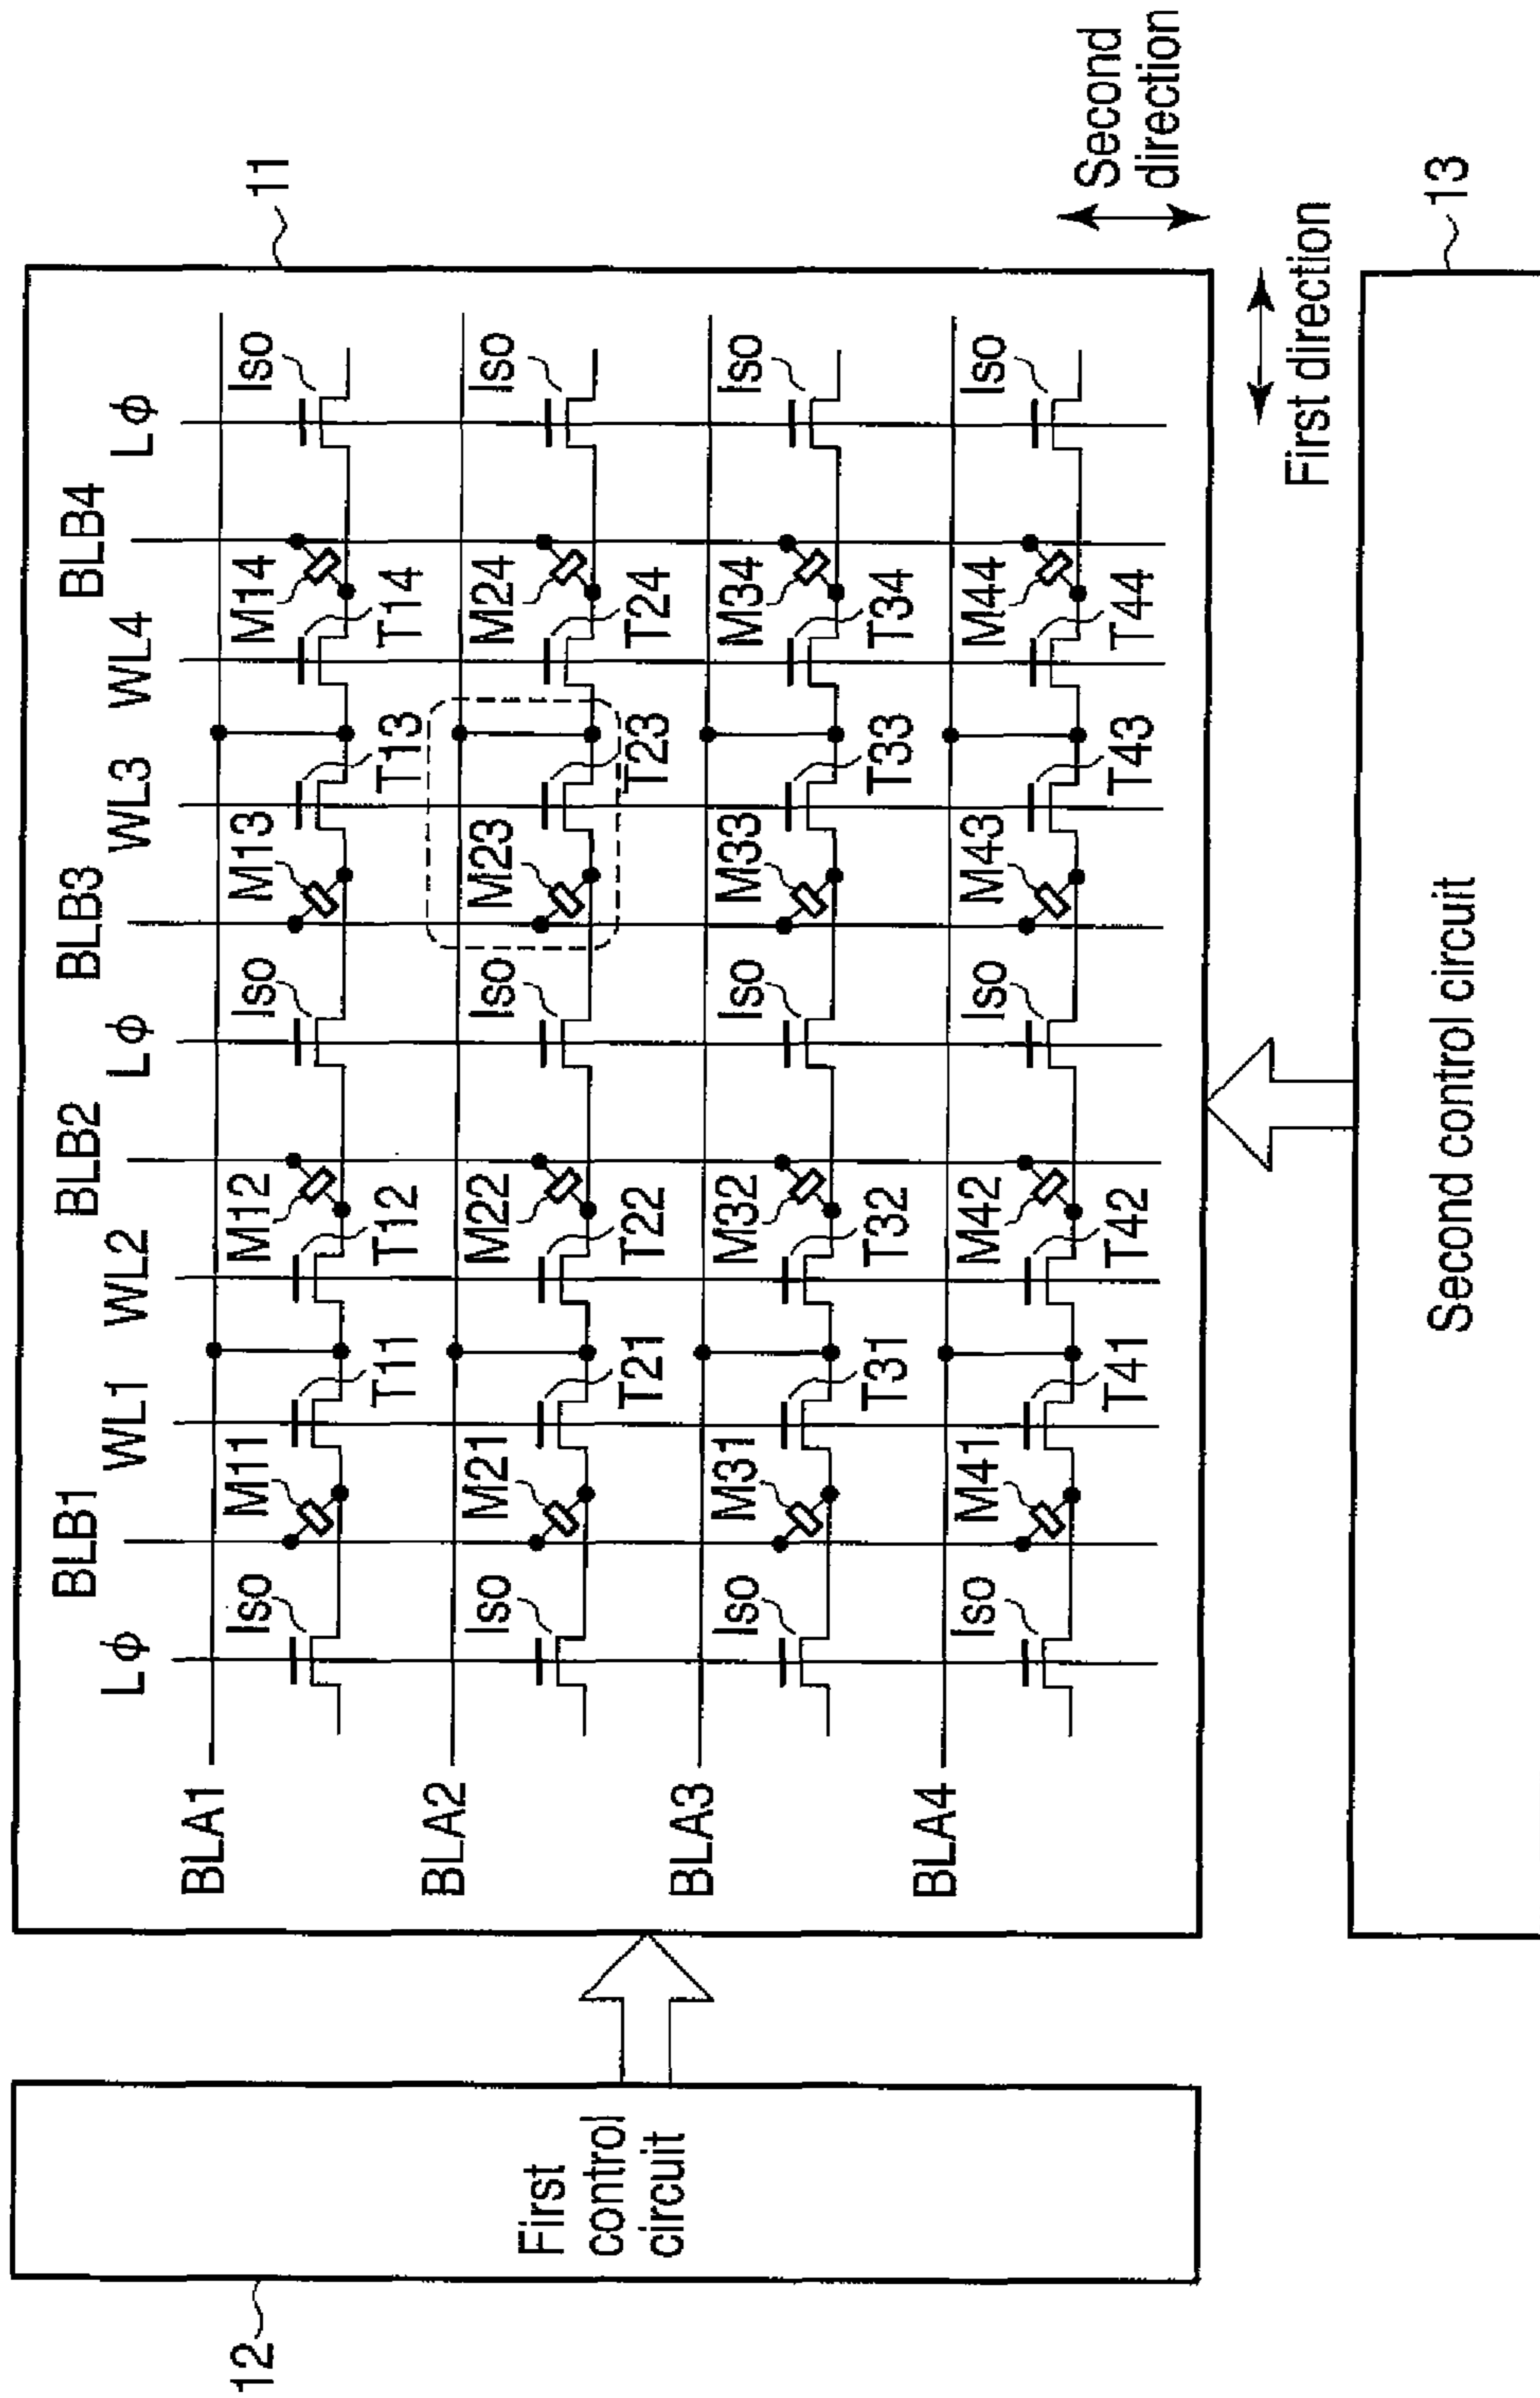 BLB1 BLB2 BLB3 BLB4
Lϕ WL1 WL2 Lϕ WL3 WL4 Lϕ
BLA1
12
11
Iso M11 M12 Iso M13 M14 Iso
T11 T12 T13 T14
BLA2
Iso M21 M22 Iso M23 M24 Iso
T21 T22 T23 T24
First
control
circuit
BLA3
Iso M31 M32 Iso M33 M34 Iso
T31 T32 T33 T34
BLA4
Iso M41 M42 Iso M43 M44 Iso
T41 T42 T43 T44
Second
direction
First direction
13
Second control circuit